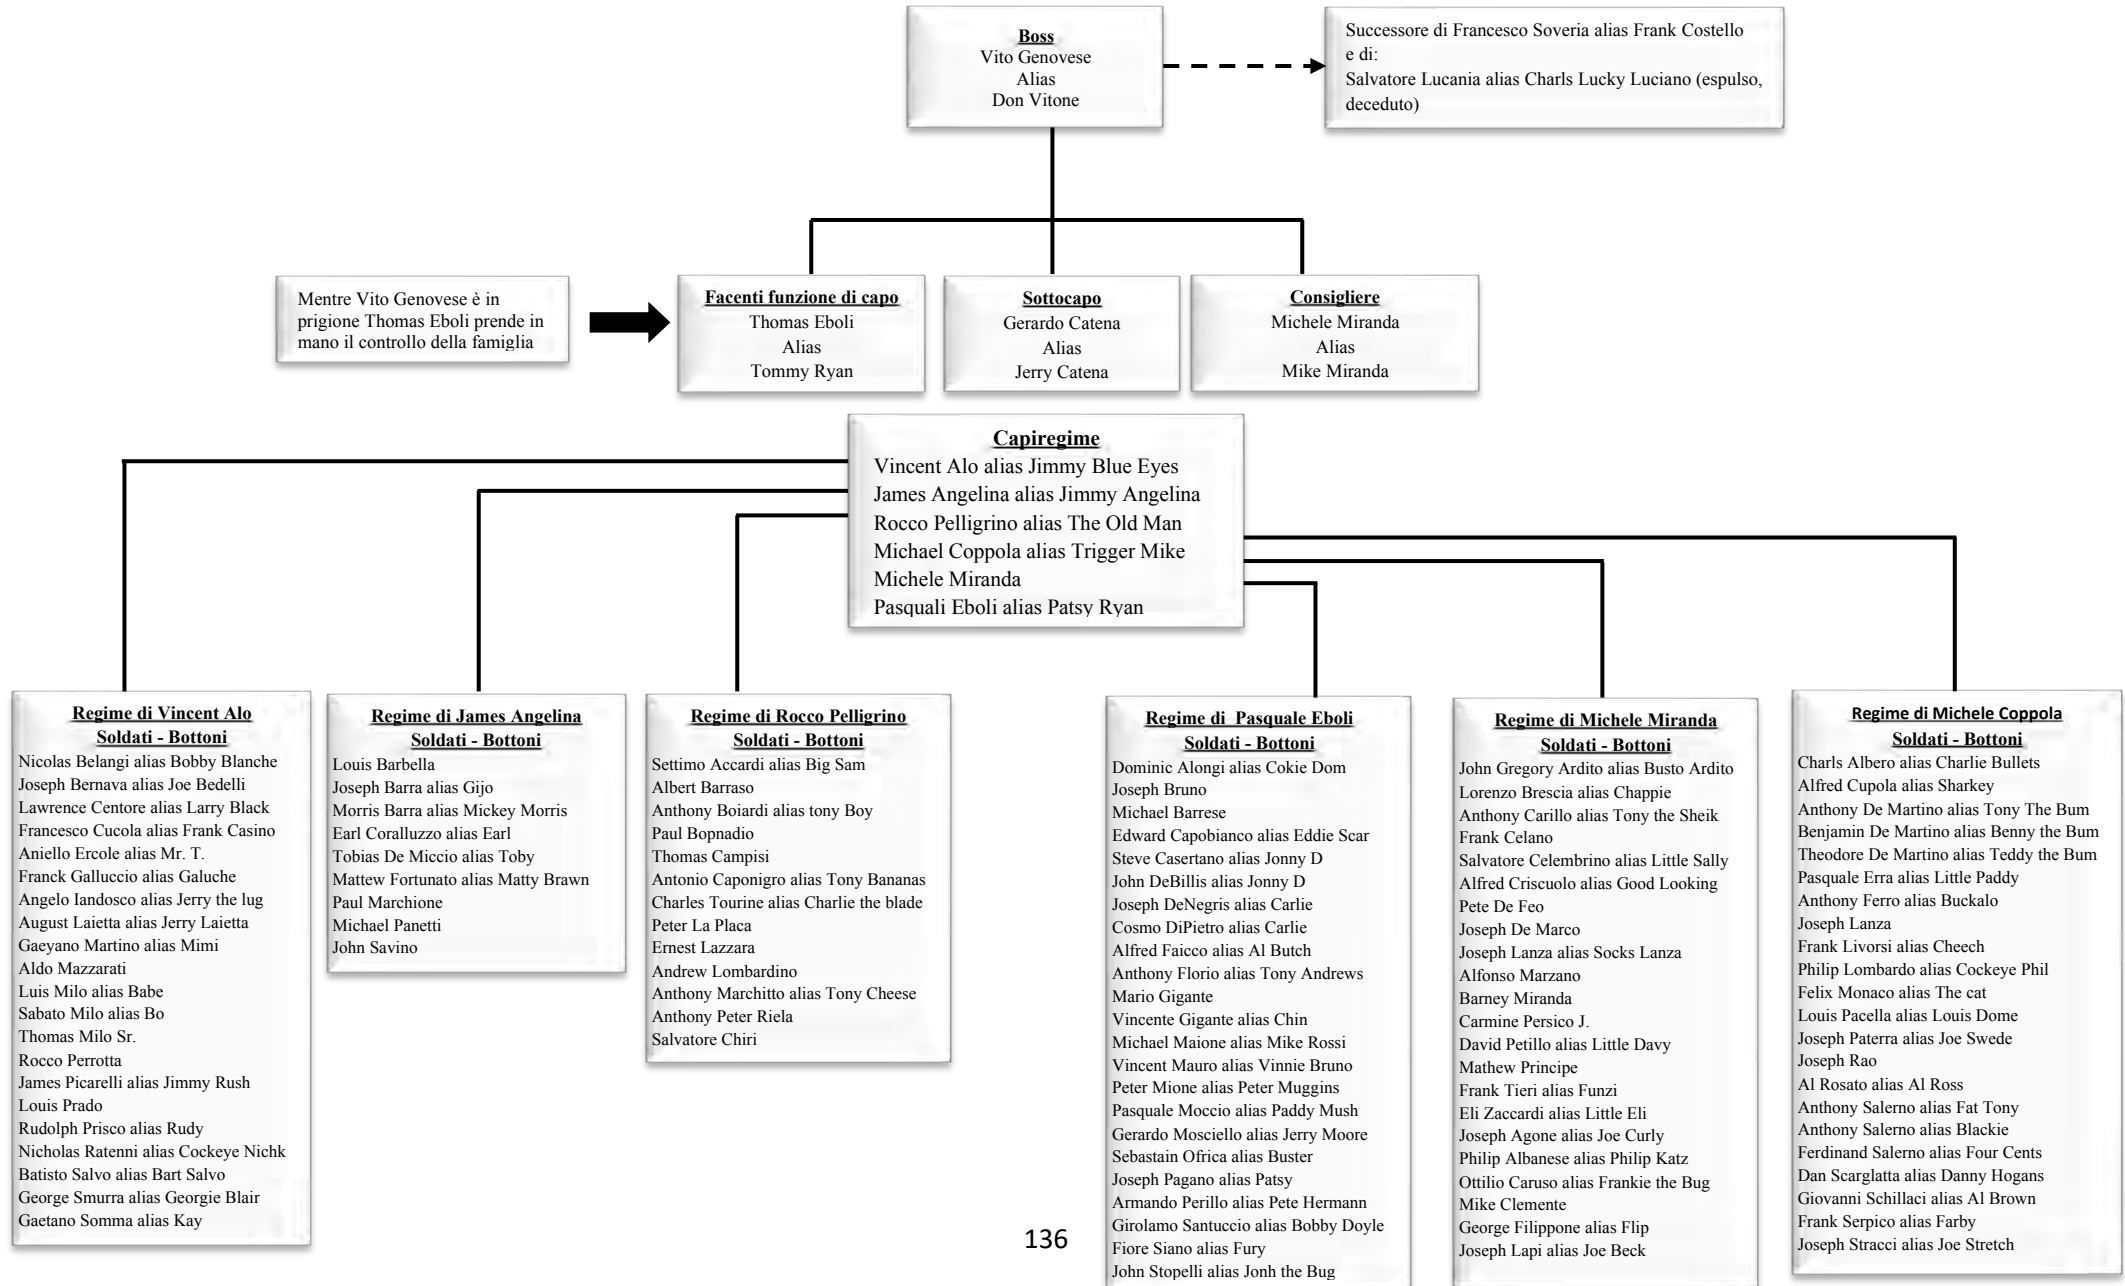 Boss
Vito Genovese
Alias
Don Vitone
Successore di Francesco Soveria alias Frank Costello
e di:
Salvatore Lucania alias Charls Lucky Luciano (espulso,
deceduto)
Mentre Vito Genovese è in
prigione Thomas Eboli prende in
mano il controllo della famiglia
Facenti funzione di capo
Thomas Eboli
Alias
Tommy Ryan
Sottocapo
Gerardo Catena
Alias
Jerry Catena
Consigliere
Michele Miranda
Alias
Mike Miranda
Capiregime
Vincent Alo alias Jimmy Blue Eyes
James Angelina alias Jimmy Angelina
Rocco Pelligrino alias The Old Man
Michael Coppola alias Trigger Mike
Michele Miranda
Pasquali Eboli alias Patsy Ryan
Regime di Vincent Alo
Soldati - Bottoni
Nicolas Belangi alias Bobby Blanche
Joseph Bernava alias Joe Bedelli
Lawrence Centore alias Larry Black
Francesco Cucola alias Frank Casino
Aniello Ercole alias Mr. T.
Franck Galluccio alias Galuche
Angelo Iandosco alias Jerry the lug
August Laietta alias Jerry Laietta
Gaeyano Martino alias Mimi
Aldo Mazzarati
Luis Milo alias Babe
Sabato Milo alias Bo
Thomas Milo Sr.
Rocco Perrotta
James Picarelli alias Jimmy Rush
Louis Prado
Rudolph Prisco alias Rudy
Nicholas Ratenni alias Cockeye Nichk
Batisto Salvo alias Bart Salvo
George Smurra alias Georgie Blair
Gaetano Somma alias Kay
Regime di James Angelina
Soldati - Bottoni
Louis Barbella
Joseph Barra alias Gijo
Morris Barra alias Mickey Morris
Earl Coralluzzo alias Earl
Tobias De Miccio alias Toby
Mattew Fortunato alias Matty Brawn
Paul Marchione
Michael Panetti
John Savino
Regime di Rocco Pelligrino
Soldati - Bottoni
Settimo Accardi alias Big Sam
Albert Barraso
Anthony Boiardi alias tony Boy
Paul Bopnadio
Thomas Campisi
Antonio Caponigro alias Tony Bananas
Charles Tourine alias Charlie the blade
Peter La Placa
Ernest Lazzara
Andrew Lombardino
Anthony Marchitto alias Tony Cheese
Anthony Peter Riela
Salvatore Chiri
Regime di Pasquale Eboli
Soldati - Bottoni
Dominic Alongi alias Cokie Dom
Joseph Bruno
Michael Barrese
Edward Capobianco alias Eddie Scar
Steve Casertano alias Jonny D
John DeBillis alias Jonny D
Joseph DeNegris alias Carlie
Cosmo DiPietro alias Carlie
Alfred Faicco alias Al Butch
Anthony Florio alias Tony Andrews
Mario Gigante
Vincente Gigante alias Chin
Michael Maione alias Mike Rossi
Vincent Mauro alias Vinnie Bruno
Peter Mione alias Peter Muggins
Pasquale Moccio alias Paddy Mush
Gerardo Mosciello alias Jerry Moore
Sebastain Ofrica alias Buster
Joseph Pagano alias Patsy
Armando Perillo alias Pete Hermann
Girolamo Santuccio alias Bobby Doyle
Fiore Siano alias Fury
John Stopelli alias Jonh the Bug
Regime di Michele Miranda
Soldati - Bottoni
John Gregory Ardito alias Busto Ardito
Lorenzo Brescia alias Chappie
Anthony Carillo alias Tony the Sheik
Frank Celano
Salvatore Celembrino alias Little Sally
Alfred Criscuolo alias Good Looking
Pete De Feo
Joseph De Marco
Joseph Lanza alias Socks Lanza
Alfonso Marzano
Barney Miranda
Carmine Persico J.
David Petillo alias Little Davy
Mathew Principe
Frank Tieri alias Funzi
Eli Zaccardi alias Little Eli
Joseph Agone alias Joe Curly
Philip Albanese alias Philip Katz
Ottilio Caruso alias Frankie the Bug
Mike Clemente
George Filippone alias Flip
Joseph Lapi alias Joe Beck
Regime di Michele Coppola
Soldati - Bottoni
Charls Albero alias Charlie Bullets
Alfred Cupola alias Sharkey
Anthony De Martino alias Tony The Bum
Benjamin De Martino alias Benny the Bum
Theodore De Martino alias Teddy the Bum
Pasquale Erra alias Little Paddy
Anthony Ferro alias Buckalo
Joseph Lanza
Frank Livorsi alias Cheech
Philip Lombardo alias Cockeye Phil
Felix Monaco alias The cat
Louis Pacella alias Louis Dome
Joseph Paterra alias Joe Swede
Joseph Rao
Al Rosato alias Al Ross
Anthony Salerno alias Fat Tony
Anthony Salerno alias Blackie
Ferdinand Salerno alias Four Cents
Dan Scarglatta alias Danny Hogans
Giovanni Schillaci alias Al Brown
Frank Serpico alias Farby
Joseph Stracci alias Joe Stretch
136